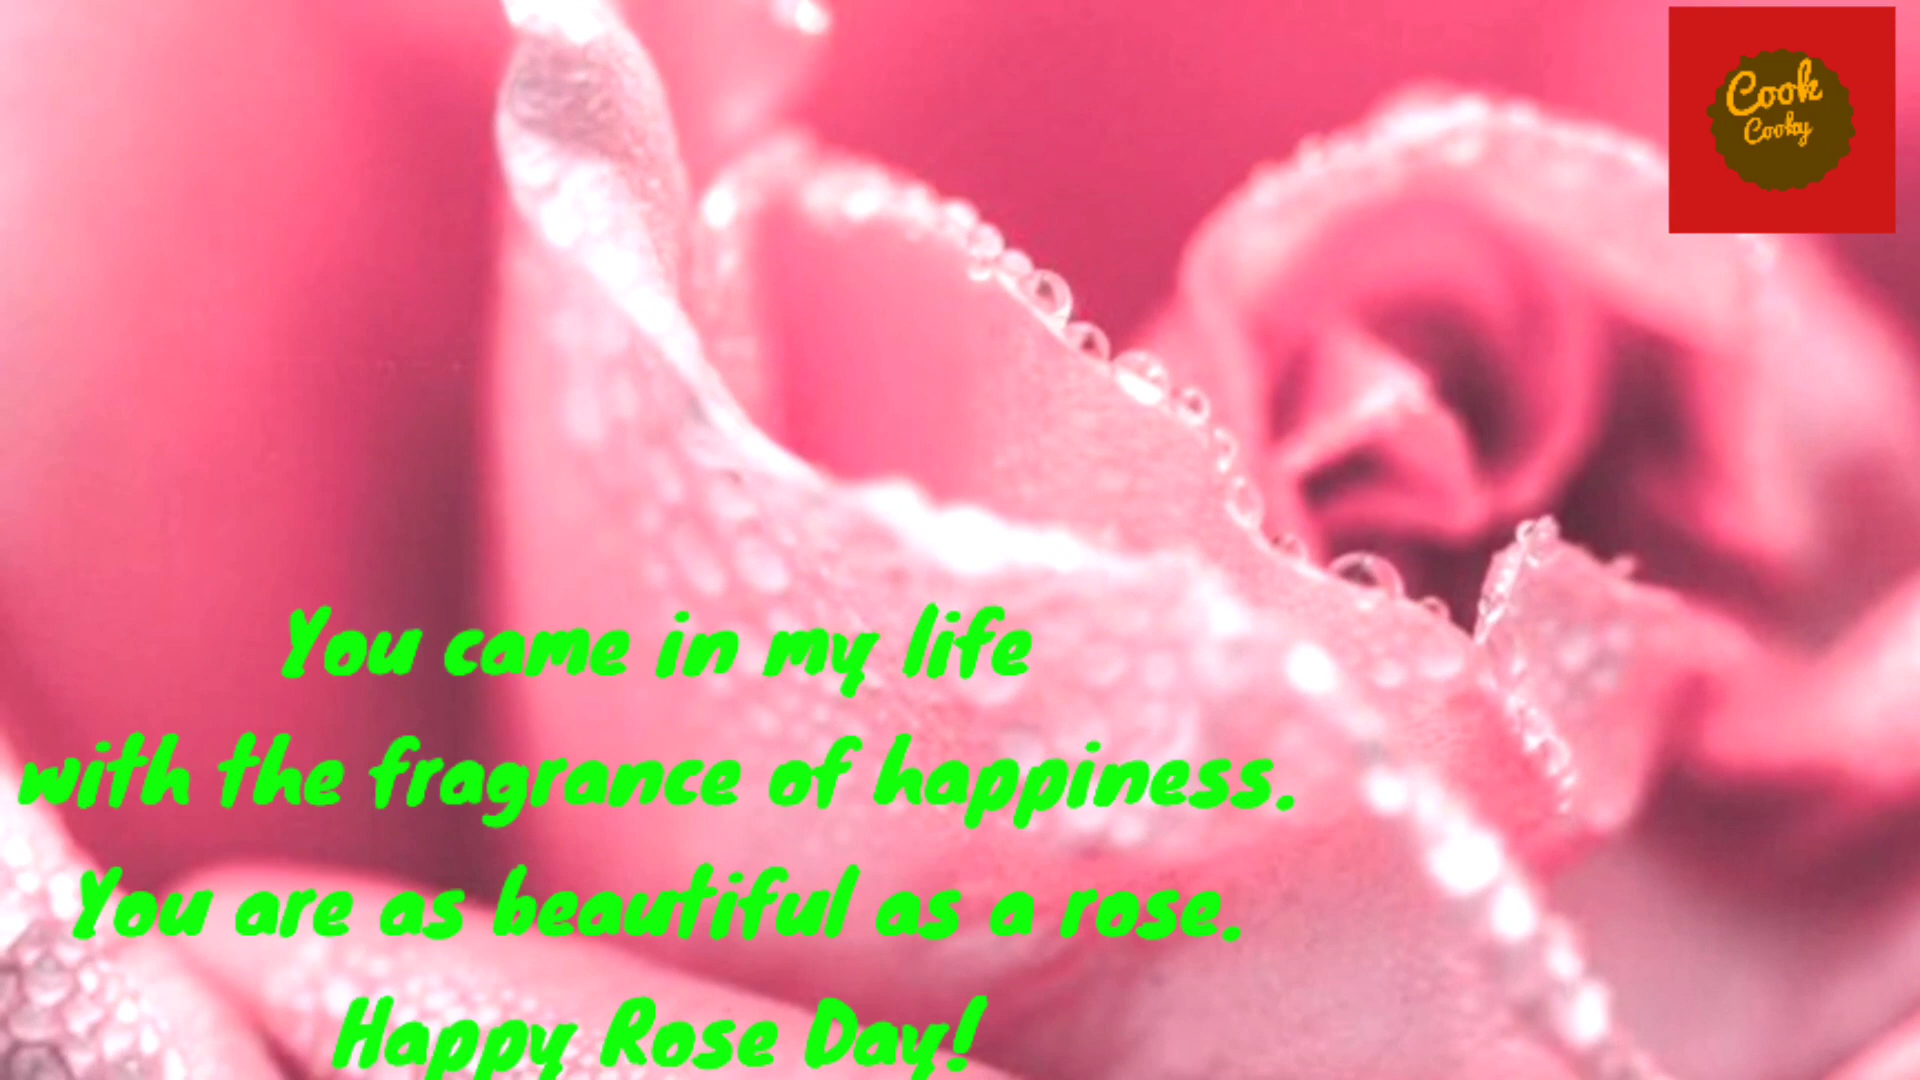 Cook
Cooky
You came in my life
with the fragrance of happiness.
You are as beautiful as a rose.
Happy Rose Day!